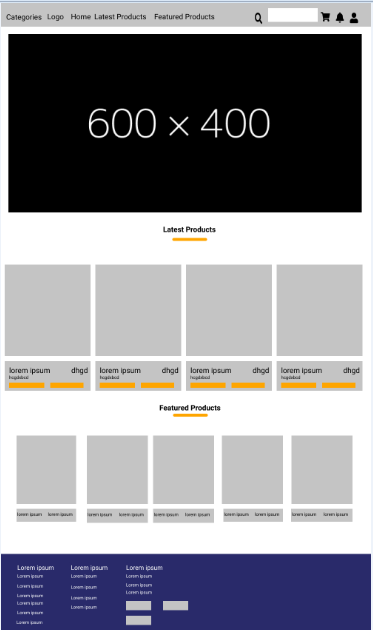 Categories Logo Home Latest Products Featured Products
600 × 400
Latest Products
lorem ipsum dhgd lorem ipsum dhgd lorem ipsum dhgd lorem ipsum dhgd
Featured Products
lorem ipsum lorem ipsum lorem ipsum lorem ipsum lorem ipsum lorem ipsum lorem ipsum lorem ipsum lorem ipsum lorem ipsum
Lorem ipsum Lorem ipsum Lorem ipsum
Lorem ipsum Lorem ipsum Lorem ipsum
Lorem ipsum Lorem ipsum Lorem ipsum
Lorem ipsum Lorem ipsum Lorem ipsum
Lorem ipsum Lorem ipsum
Lorem ipsum
Lorem ipsum